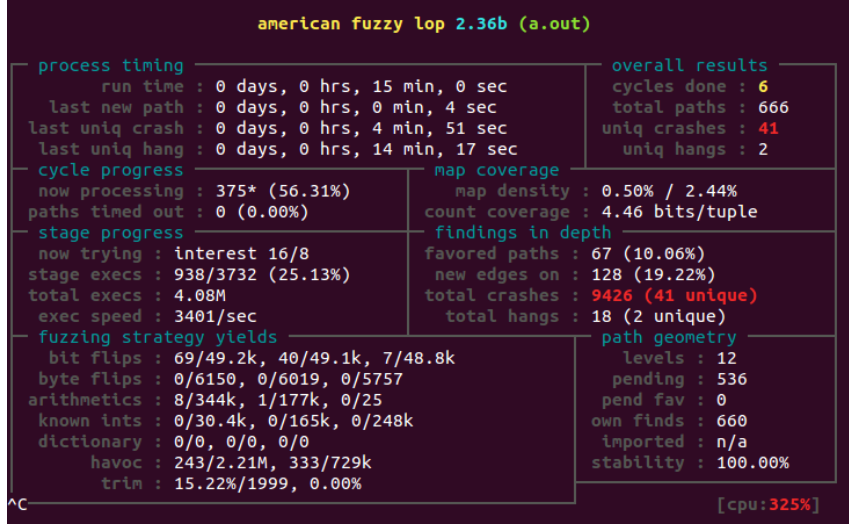 american fuzzy lop 2.36b (a.out)
process timing
run time : 0 days, 0 hrs, 15 min, 0 sec
last new path : 0 days, 0 hrs, 0 min, 4 sec
last uniq crash : 0 days, 0 hrs, 4 min, 51 sec
last uniq hang : 0 days, 0 hrs, 14 min, 17 sec
overall results
cycles done : 6
total paths : 666
uniq crashes : 41
uniq hangs : 2
cycle progress
now processing : 375* (56.31%)
paths timed out : 0 (0.00%)
map coverage
map density : 0.50% / 2.44%
count coverage : 4.46 bits/tuple
stage progress
now trying : interest 16/8
stage execs : 938/3732 (25.13%)
total execs : 4.08M
exec speed : 3401/sec
findings in depth
favored paths : 67 (10.06%)
new edges on : 128 (19.22%)
total crashes : 9426 (41 unique)
total hangs : 18 (2 unique)
fuzzing strategy yields
bit flips : 69/49.2k, 40/49.1k, 7/48.8k
byte flips : 0/6150, 0/6019, 0/5757
arithmetics : 8/344k, 1/177k, 0/25
known ints : 0/30.4k, 0/165k, 0/248k
dictionary : 0/0, 0/0, 0/0
havoc : 243/2.21M, 333/729k
trim : 15.22%/1999, 0.00%
path geometry
levels : 12
pending : 536
pend fav : 0
own finds : 660
imported : n/a
stability : 100.00%
^C
[cpu:325%]